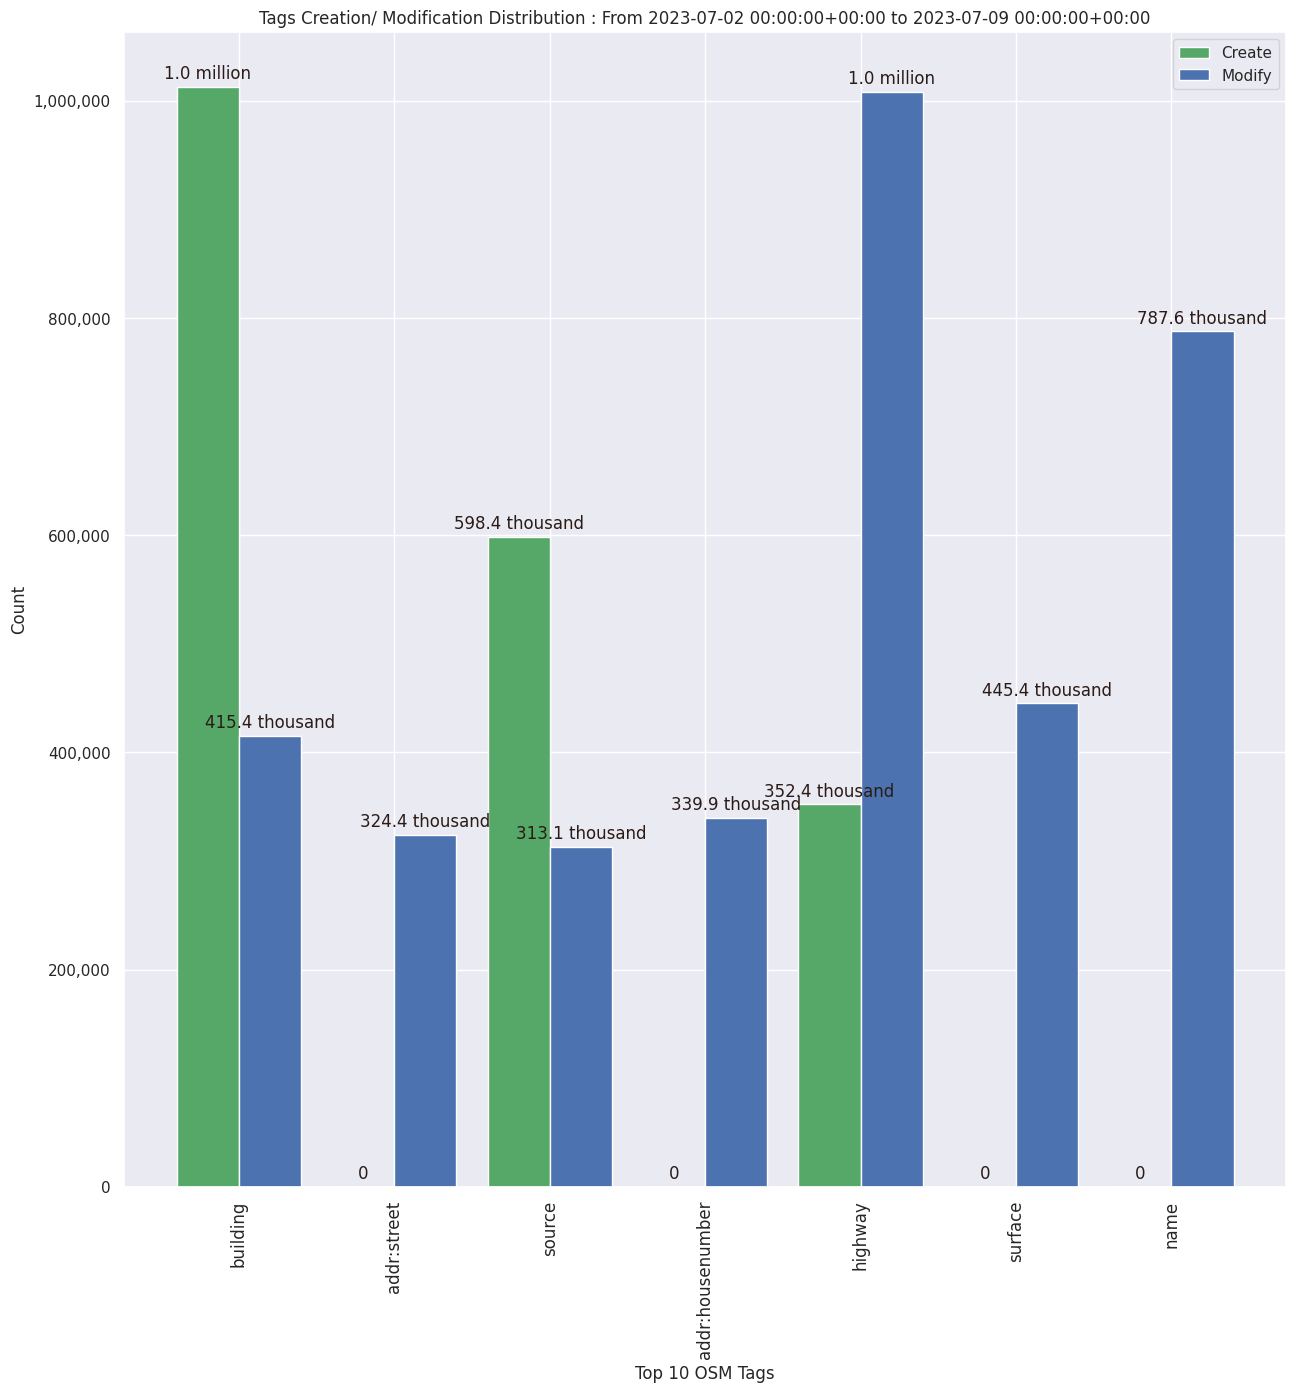 Tags Creation/ Modification Distribution : From 2023-07-02 00:00:00+00:00 to 2023-07-09 00:00:00+00:00
Create
Modify
1.0 million
1.0 million
787.6 thousand
598.4 thousand
445.4 thousand
415.4 thousand
352.4 thousand
339.9 thousand
324.4 thousand
313.1 thousand
0
0
0
0
1,000,000
800,000
600,000
400,000
200,000
0
Count
building
addr:street
source
addr:housenumber
highway
surface
name
Top 10 OSM Tags